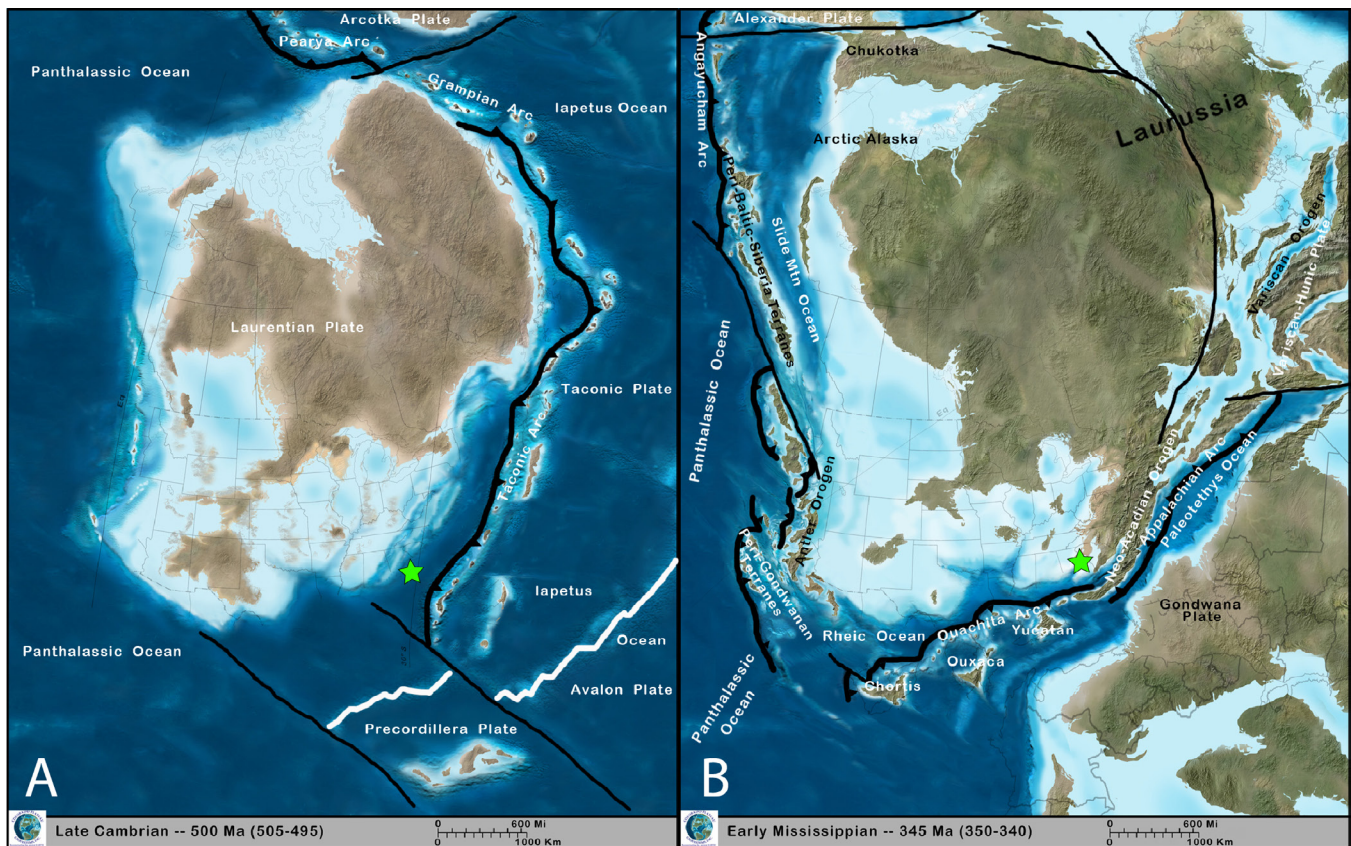 Arcotka Plate
Pearya Arc
Panthalassic Ocean
Grampian Arc
Iapetus Ocean
Laurentian Plate
Taconic Plate
Taconic Arc
Iapetus
Ocean
Panthalassic Ocean
Avalon Plate
Precordillera Plate
A
Late Cambrian -- 500 Ma (505-495)
0 600 Mi
0 1000 Km
Alexander Plate
Angayucham Arc
Chukotka
Laurussia
Arctic Alaska
Peri-Baltic-Siberia Terranes
Slide Mtn Ocean
Variscan Orogen
Variscan-Hunic Plate
Panthalassic Ocean
Antler Orogen
Neo-Acadian Orogen
Appalachian Arc
Paleotethys Ocean
Peri-Gondwanan
Terranes
Gondwana
Plate
Rheic Ocean
Ouachita Arc
Yucatan
Ouxaca
Chortis
Panthalassic
Ocean
B
Early Mississippian -- 345 Ma (350-340)
0 600 Mi
0 1000 Km